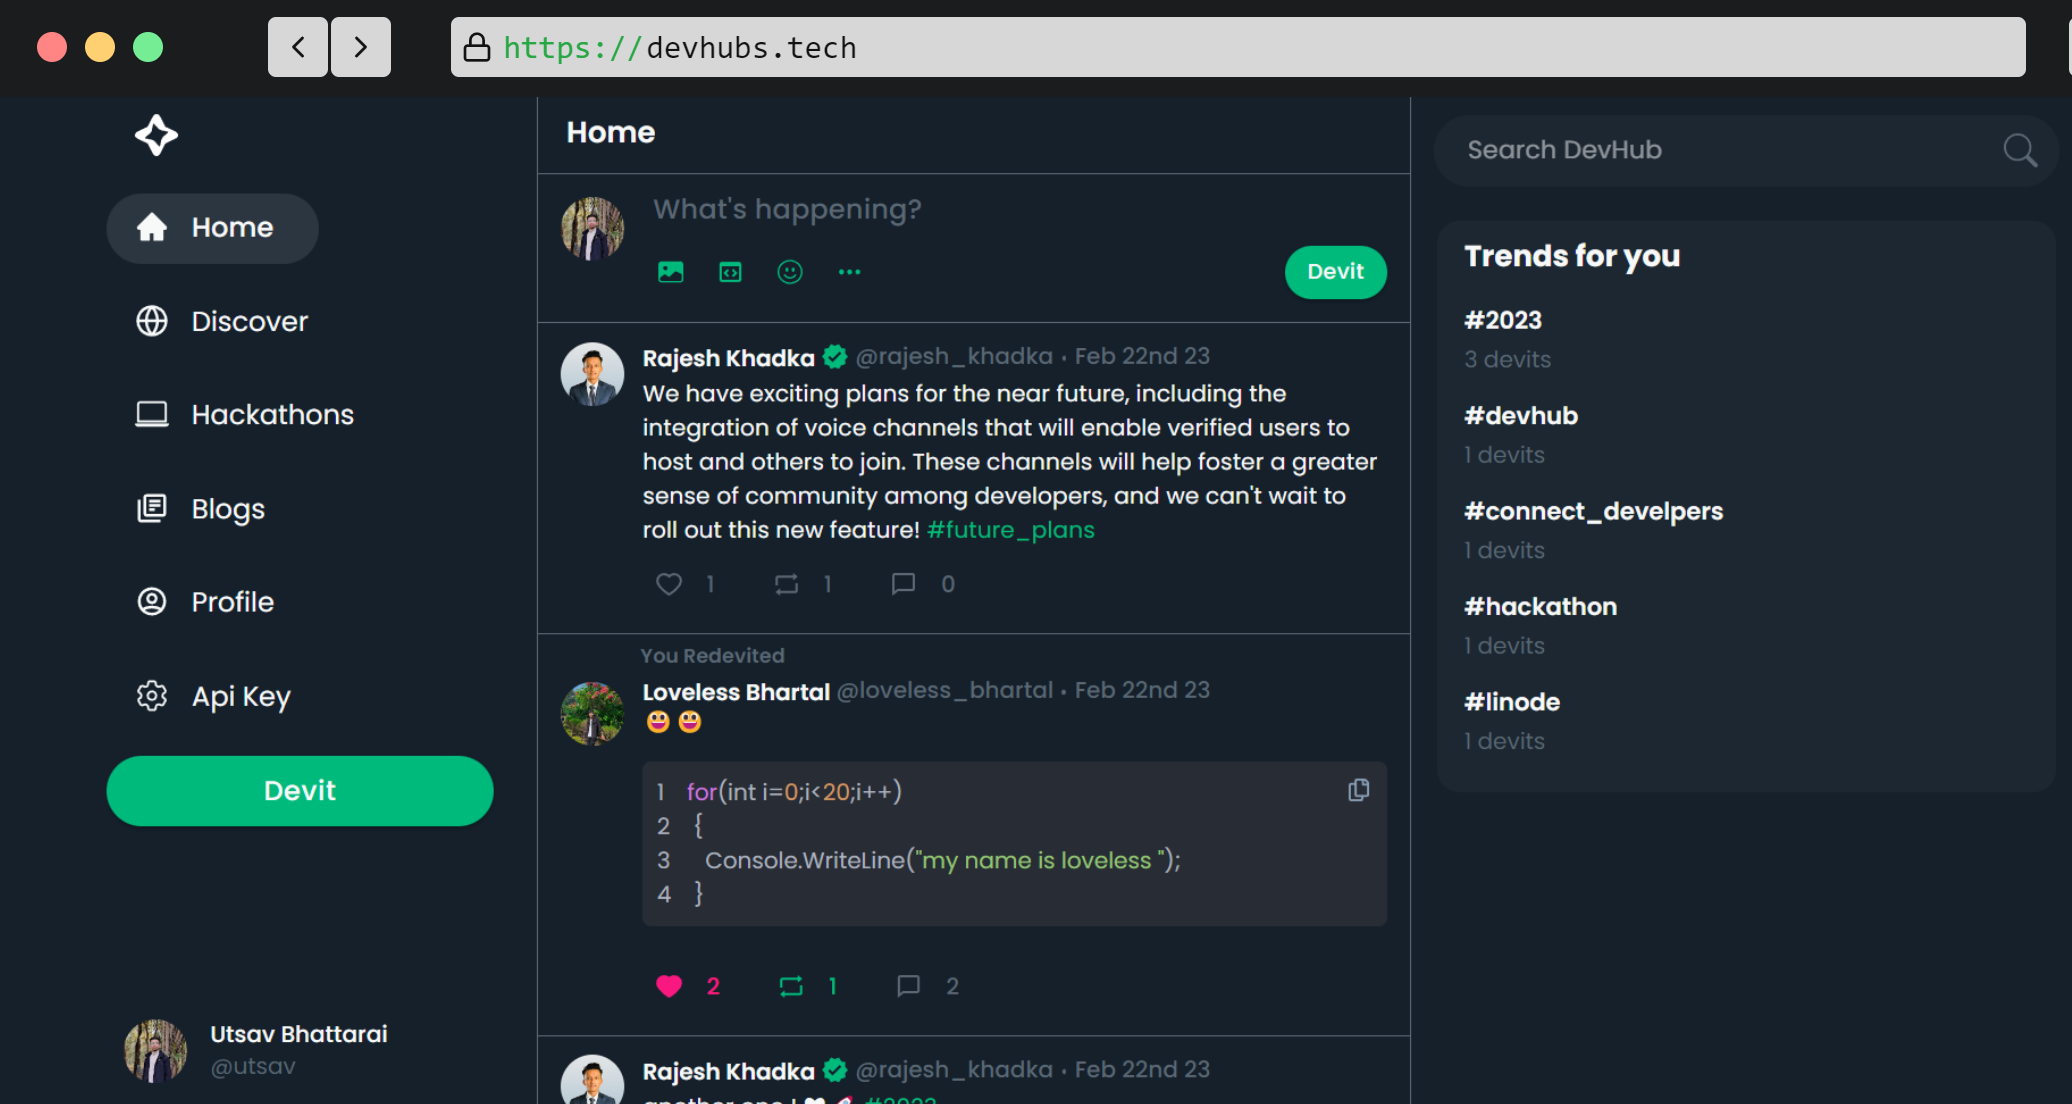 https://devhubs.tech
Home
Discover
Hackathons
Blogs
Profile
Api Key
Devit
Utsav Bhattarai
@utsav
Home
What's happening?
Devit
Rajesh Khadka @rajesh_khadka · Feb 22nd 23
We have exciting plans for the near future, including the
integration of voice channels that will enable verified users to
host and others to join. These channels will help foster a greater
sense of community among developers, and we can't wait to
roll out this new feature! #future_plans
1 1 0
You Redevited
Loveless Bhartal @loveless_bhartal · Feb 22nd 23
😃 😃
1 for(int i=0;i<20;i++)
2 {
3 Console.WriteLine("my name is loveless ");
4 }
2 1 2
Rajesh Khadka @rajesh_khadka · Feb 22nd 23
another one ! 🤍 🚀 #2023
Search DevHub
Trends for you
#2023
3 devits
#devhub
1 devits
#connect_develpers
1 devits
#hackathon
1 devits
#linode
1 devits